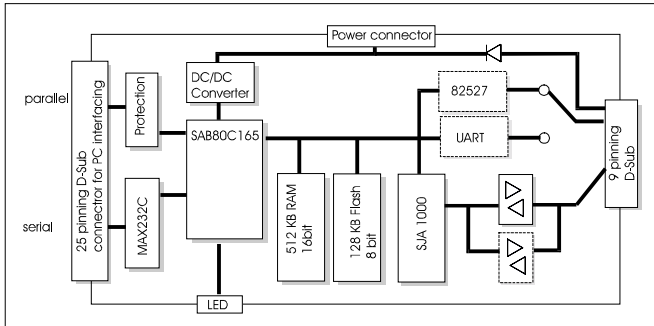 Power connector
parallel
serial
25 pinning D-Sub
connectror for PC interfacing
Protection
MAX232C
DC/DC
Converter
SAB80C165
512 KB RAM
16bit
128 KB Flash
8 bit
82527
UART
SJA 1000
9 pinning
D-Sub
LED